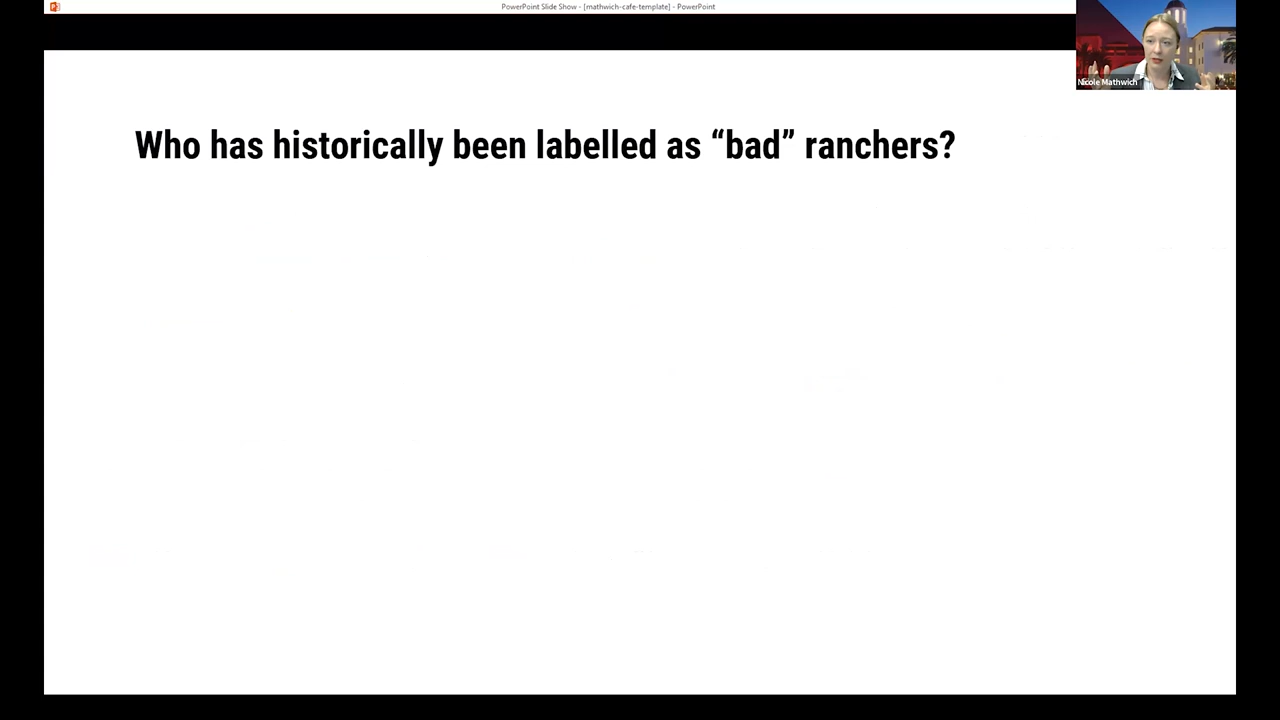 PowerPoint Slide Show - [mathwich-cafe-template] - PowerPoint
Nicole Mathwich
Who has historically been labelled as “bad” ranchers?